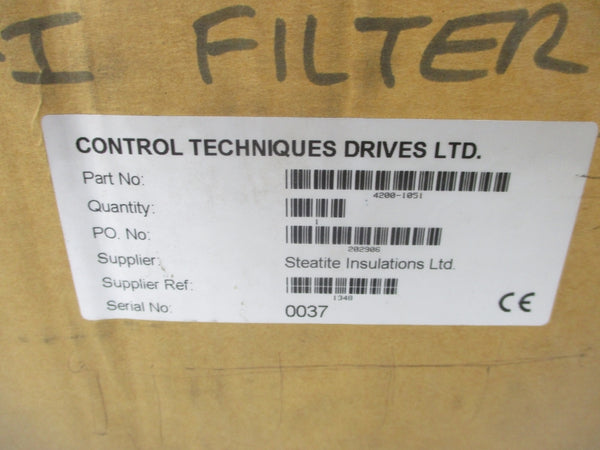 I FILTER
CONTROL TECHNIQUES DRIVES LTD.
Part No:
4200-1051
Quantity:
1
PO. No:
202906
Supplier: Steatite Insulations Ltd.
Supplier Ref:
1348
Serial No: 0037
CE